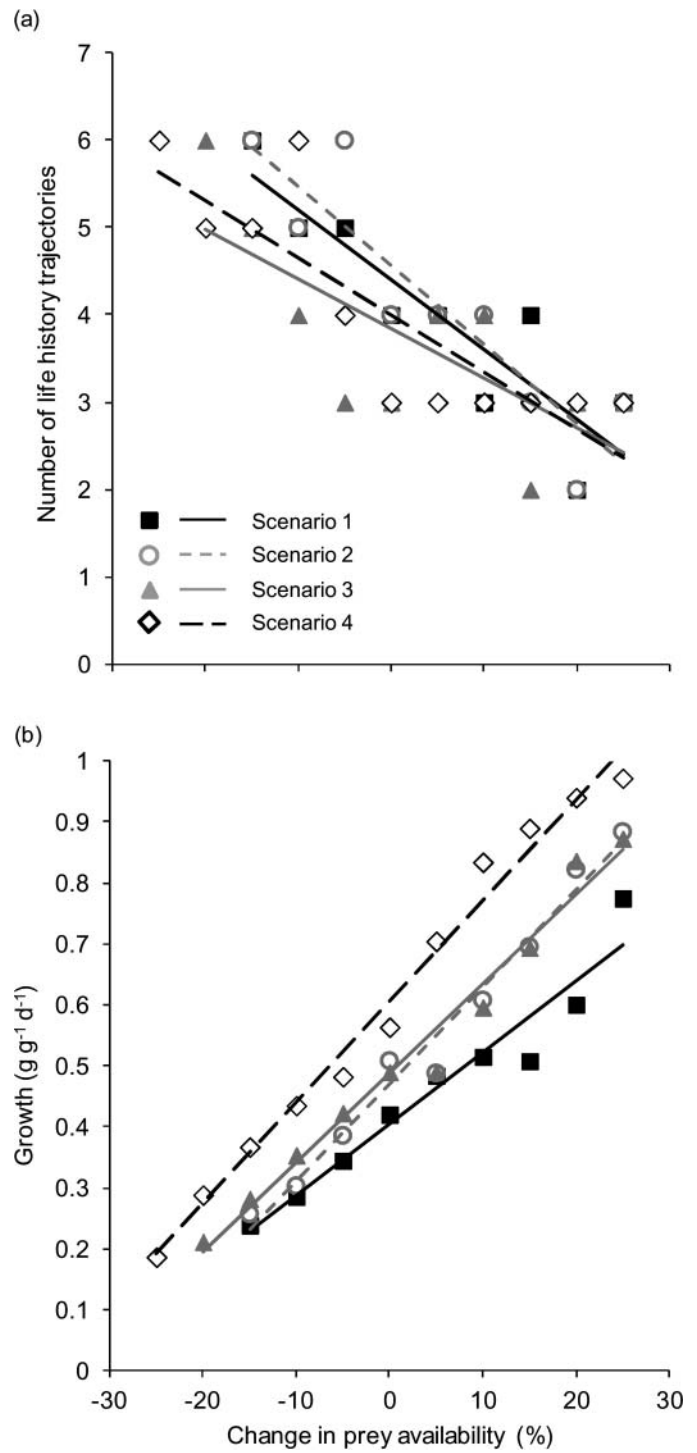 (a)
7
6
5
4
3
2
1
0
Number of life history trajectories
Scenario 1
Scenario 2
Scenario 3
Scenario 4
(b)
1
0.9
0.8
0.7
0.6
0.5
0.4
0.3
0.2
0.1
0
Growth (g g⁻¹ d⁻¹)
-30 -20 -10 0 10 20 30
Change in prey availability (%)